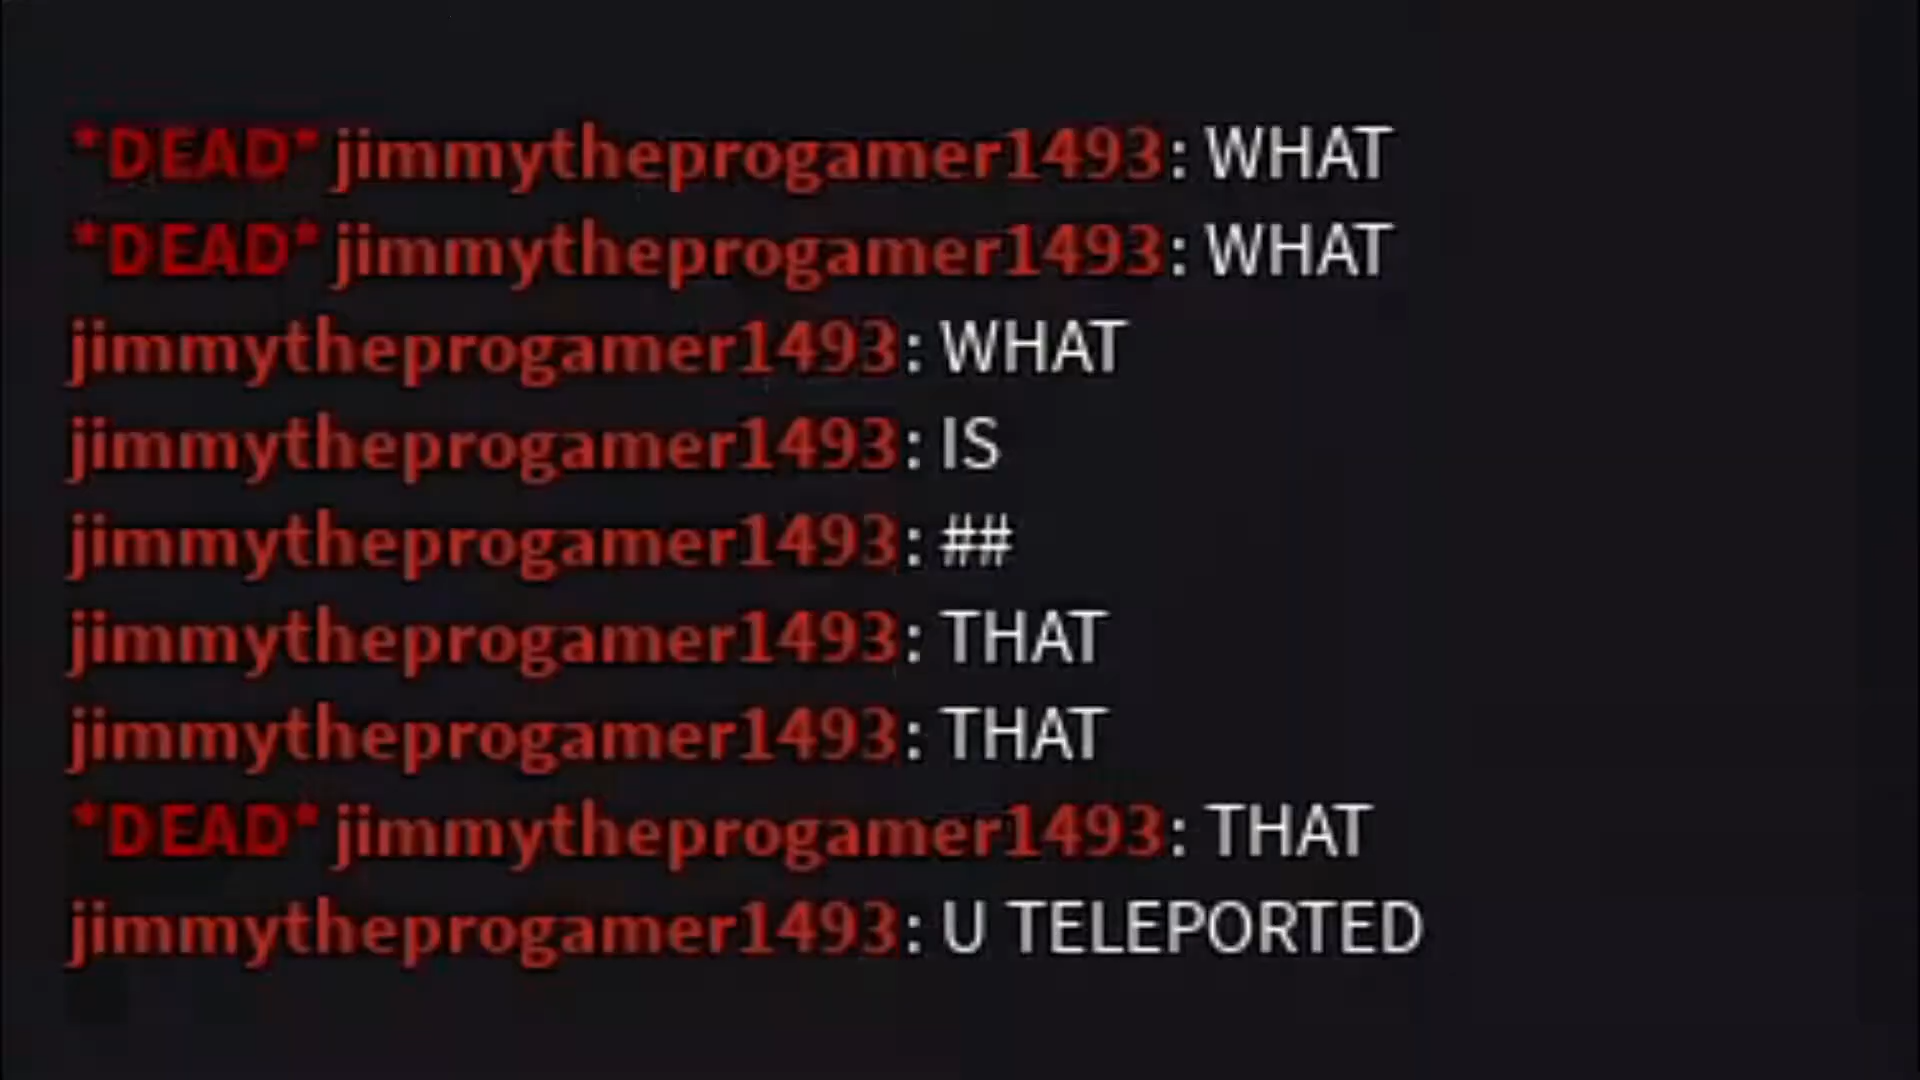 *DEAD* jimmytheprogamer1493: WHAT
*DEAD* jimmytheprogamer1493: WHAT
jimmytheprogamer1493: WHAT
jimmytheprogamer1493: IS
jimmytheprogamer1493: ##
jimmytheprogamer1493: THAT
jimmytheprogamer1493: THAT
*DEAD* jimmytheprogamer1493: THAT
jimmytheprogamer1493: U TELEPORTED